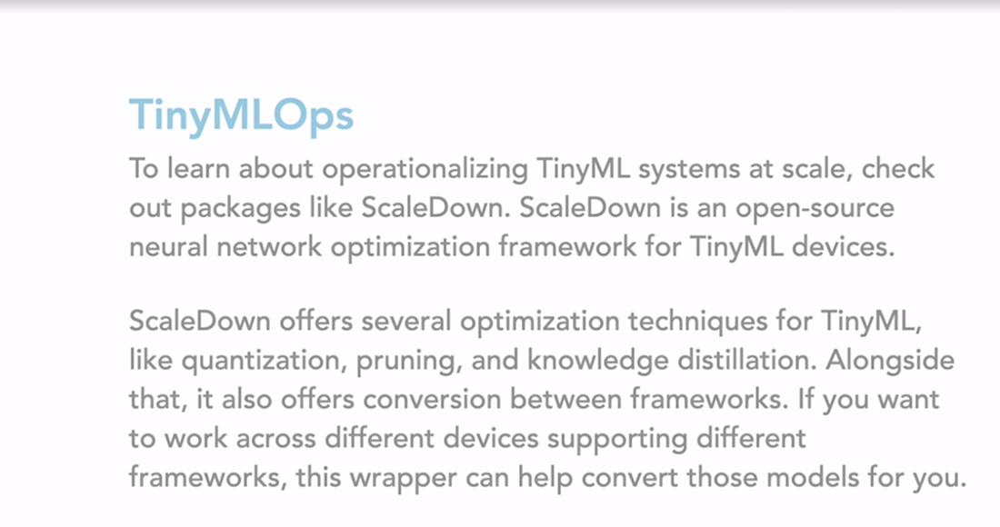 TinyMLOps
To learn about operationalizing TinyML systems at scale, check
out packages like ScaleDown. ScaleDown is an open-source
neural network optimization framework for TinyML devices.
ScaleDown offers several optimization techniques for TinyML,
like quantization, pruning, and knowledge distillation. Alongside
that, it also offers conversion between frameworks. If you want
to work across different devices supporting different
frameworks, this wrapper can help convert those models for you.